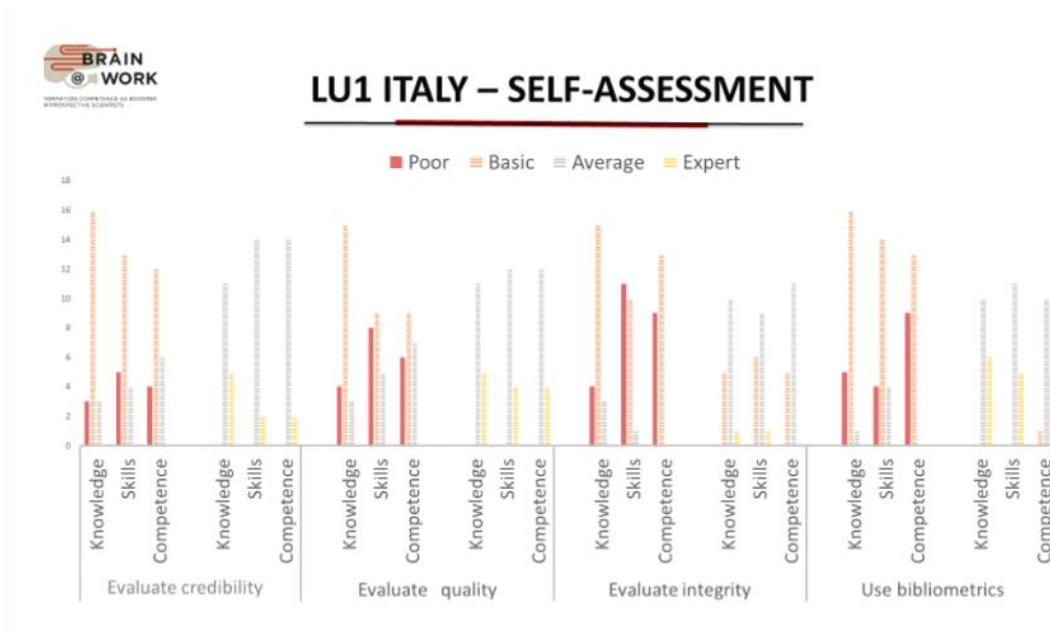 BRAIN
@ WORK
LU1 ITALY – SELF-ASSESSMENT
Poor Basic Average Expert
18
16
14
12
10
8
6
4
2
0
Knowledge Skills Competence Knowledge Skills Competence Knowledge Skills Competence Knowledge Skills Competence Knowledge Skills Competence Knowledge Skills Competence Knowledge Skills Competence Knowledge Skills Compete
Evaluate credibility Evaluate quality Evaluate integrity Use bibliometrics